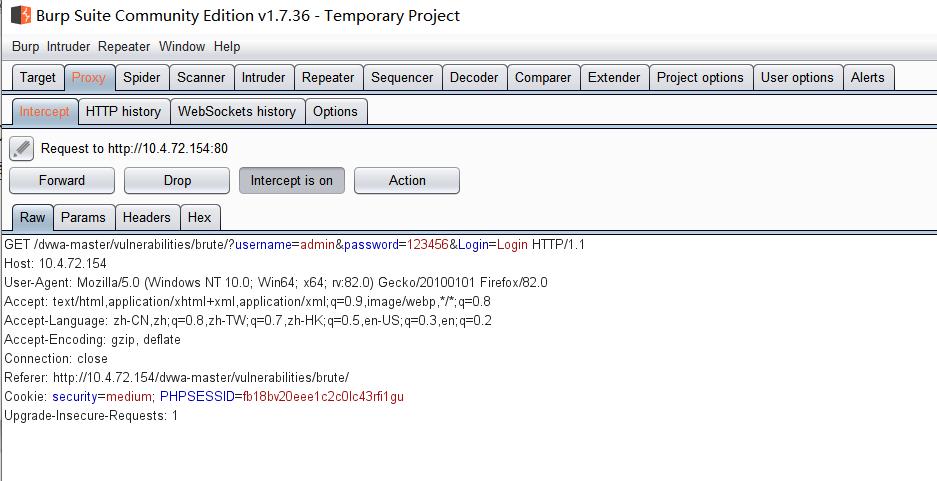 Burp Suite Community Edition v1.7.36 - Temporary Project
Burp Intruder Repeater Window Help
Target Proxy Spider Scanner Intruder Repeater Sequencer Decoder Comparer Extender Project options User options Alerts
Intercept HTTP history WebSockets history Options
Request to http://10.4.72.154:80
Forward Drop Intercept is on Action
Raw Params Headers Hex
GET /dvwa-master/vulnerabilities/brute/?username=admin&password=123456&Login=Login HTTP/1.1
Host: 10.4.72.154
User-Agent: Mozilla/5.0 (Windows NT 10.0; Win64; x64; rv:82.0) Gecko/20100101 Firefox/82.0
Accept: text/html,application/xhtml+xml,application/xml;q=0.9,image/webp,*/*;q=0.8
Accept-Language: zh-CN,zh;q=0.8,zh-TW;q=0.7,zh-HK;q=0.5,en-US;q=0.3,en;q=0.2
Accept-Encoding: gzip, deflate
Connection: close
Referer: http://10.4.72.154/dvwa-master/vulnerabilities/brute/
Cookie: security=medium; PHPSESSID=fb18bv20eee1c2c0lc43rfi1gu
Upgrade-Insecure-Requests: 1